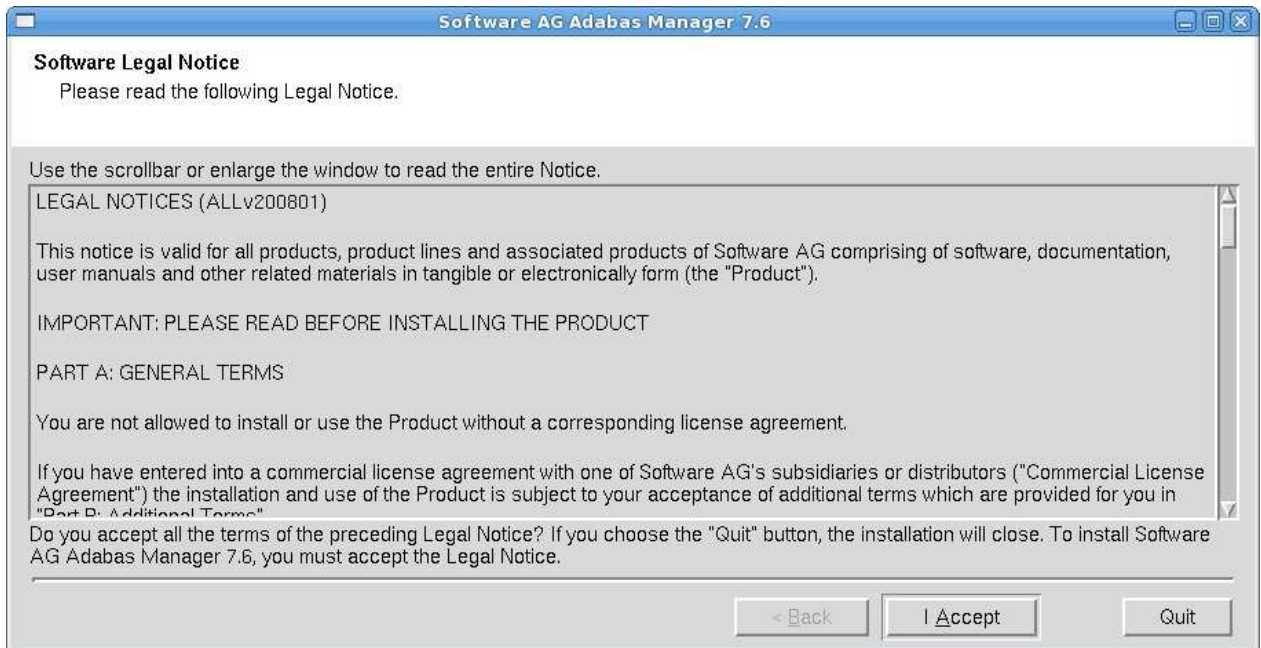 Software AG Adabas Manager 7.6
Software Legal Notice
Please read the following Legal Notice.
Use the scrollbar or enlarge the window to read the entire Notice.
LEGAL NOTICES (ALLv200801)
This notice is valid for all products, product lines and associated products of Software AG comprising of software, documentation,
user manuals and other related materials in tangible or electronically form (the "Product").
IMPORTANT: PLEASE READ BEFORE INSTALLING THE PRODUCT
PART A: GENERAL TERMS
You are not allowed to install or use the Product without a corresponding license agreement.
If you have entered into a commercial license agreement with one of Software AG's subsidiaries or distributors ("Commercial License
Agreement") the installation and use of the Product is subject to your acceptance of additional terms which are provided for you in
"Part B: Additional Terms"
Do you accept all the terms of the preceding Legal Notice? If you choose the "Quit" button, the installation will close. To install Software
AG Adabas Manager 7.6, you must accept the Legal Notice.
< Back
I Accept
Quit